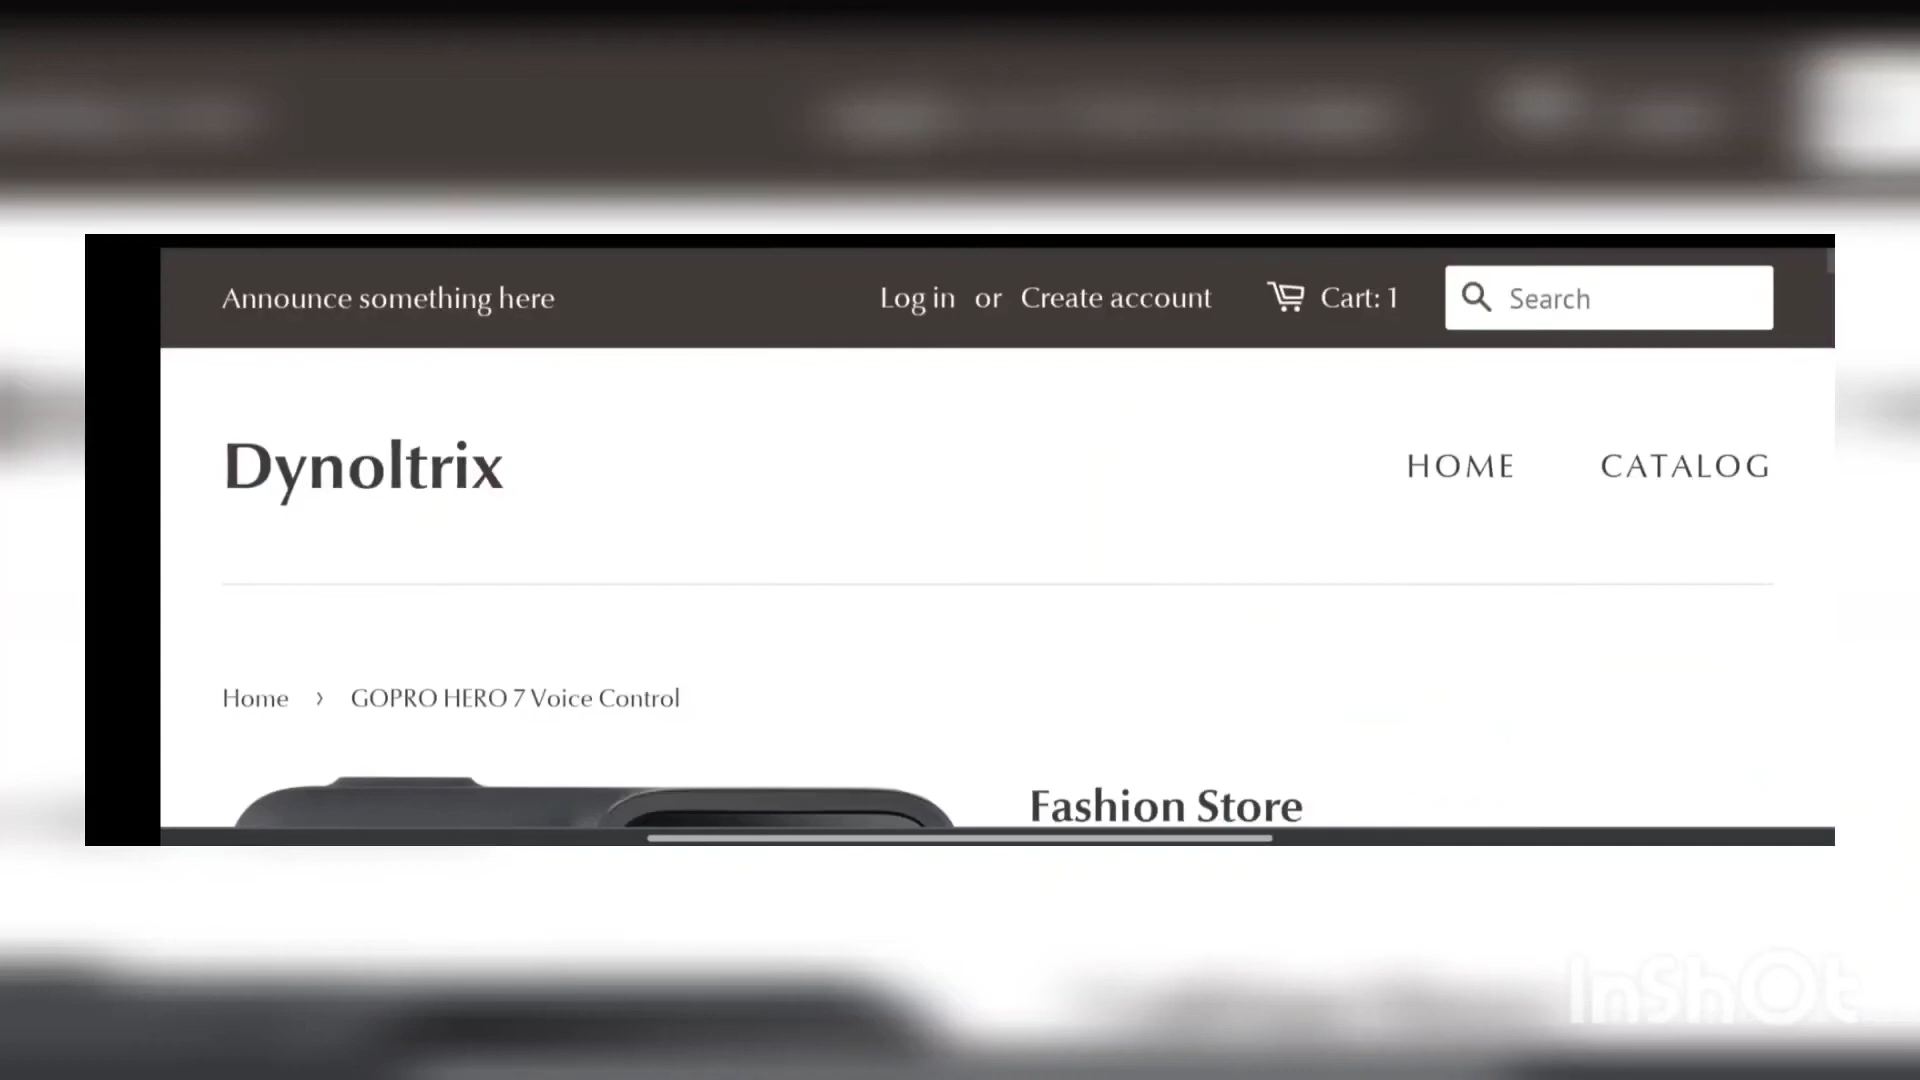 Announce something here
Log in or Create account
Cart: 1
Search
Dynoltrix
HOME
CATALOG
Home › GOPRO HERO 7 Voice Control
Fashion Store
InShOt